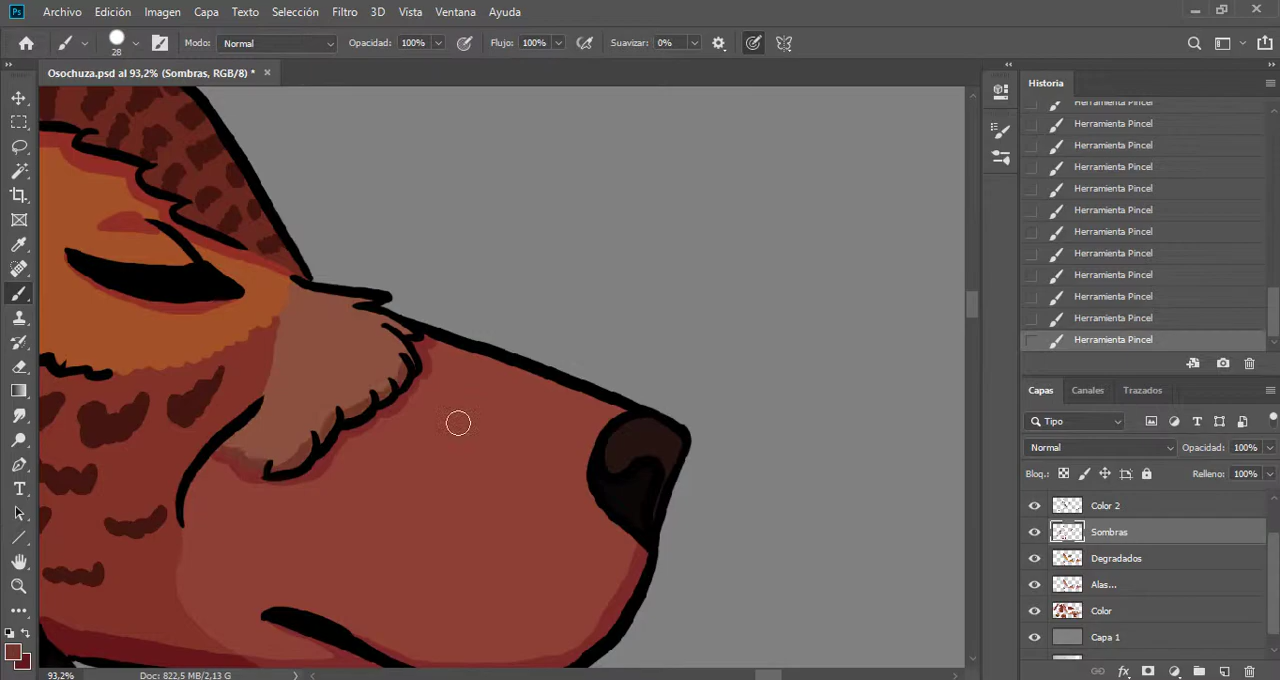 Ps Archivo Edición Imagen Capa Texto Selección Filtro 3D Vista Ventana Ayuda
28 Modo: Normal Opacidad: 100% Flujo: 100% Suavizar: 0%
Osochuza.psd al 93,2% (Sombras, RGB/8) * ×
Historia
Herramienta Pincel
Herramienta Pincel
Herramienta Pincel
Herramienta Pincel
Herramienta Pincel
Herramienta Pincel
Herramienta Pincel
Herramienta Pincel
Herramienta Pincel
Herramienta Pincel
Herramienta Pincel
Herramienta Pincel
Capas Canales Trazados
Tipo
Normal Opacidad: 100%
Bloq.: Relleno: 100%
Color 2
Sombras
Degradados
Alas...
Color
Capa 1
93,2% Doc: 822,5 MB/2,13 G